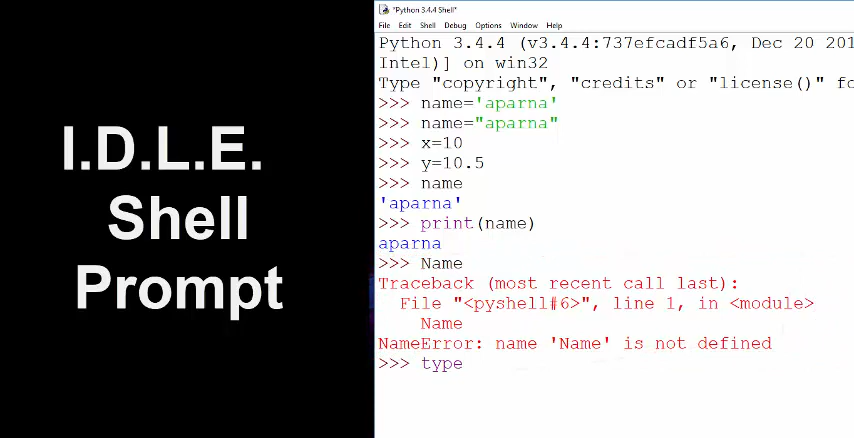 I.D.L.E.
Shell
Prompt
*Python 3.4.4 Shell*
File Edit Shell Debug Options Window Help
Python 3.4.4 (v3.4.4:737efcadf5a6, Dec 20 201
Intel)] on win32
Type "copyright", "credits" or "license()" fo
>>> name='aparna'
>>> name="aparna"
>>> x=10
>>> y=10.5
>>> name
'aparna'
>>> print(name)
aparna
>>> Name
Traceback (most recent call last):
  File "<pyshell#6>", line 1, in <module>
    Name
NameError: name 'Name' is not defined
>>> type